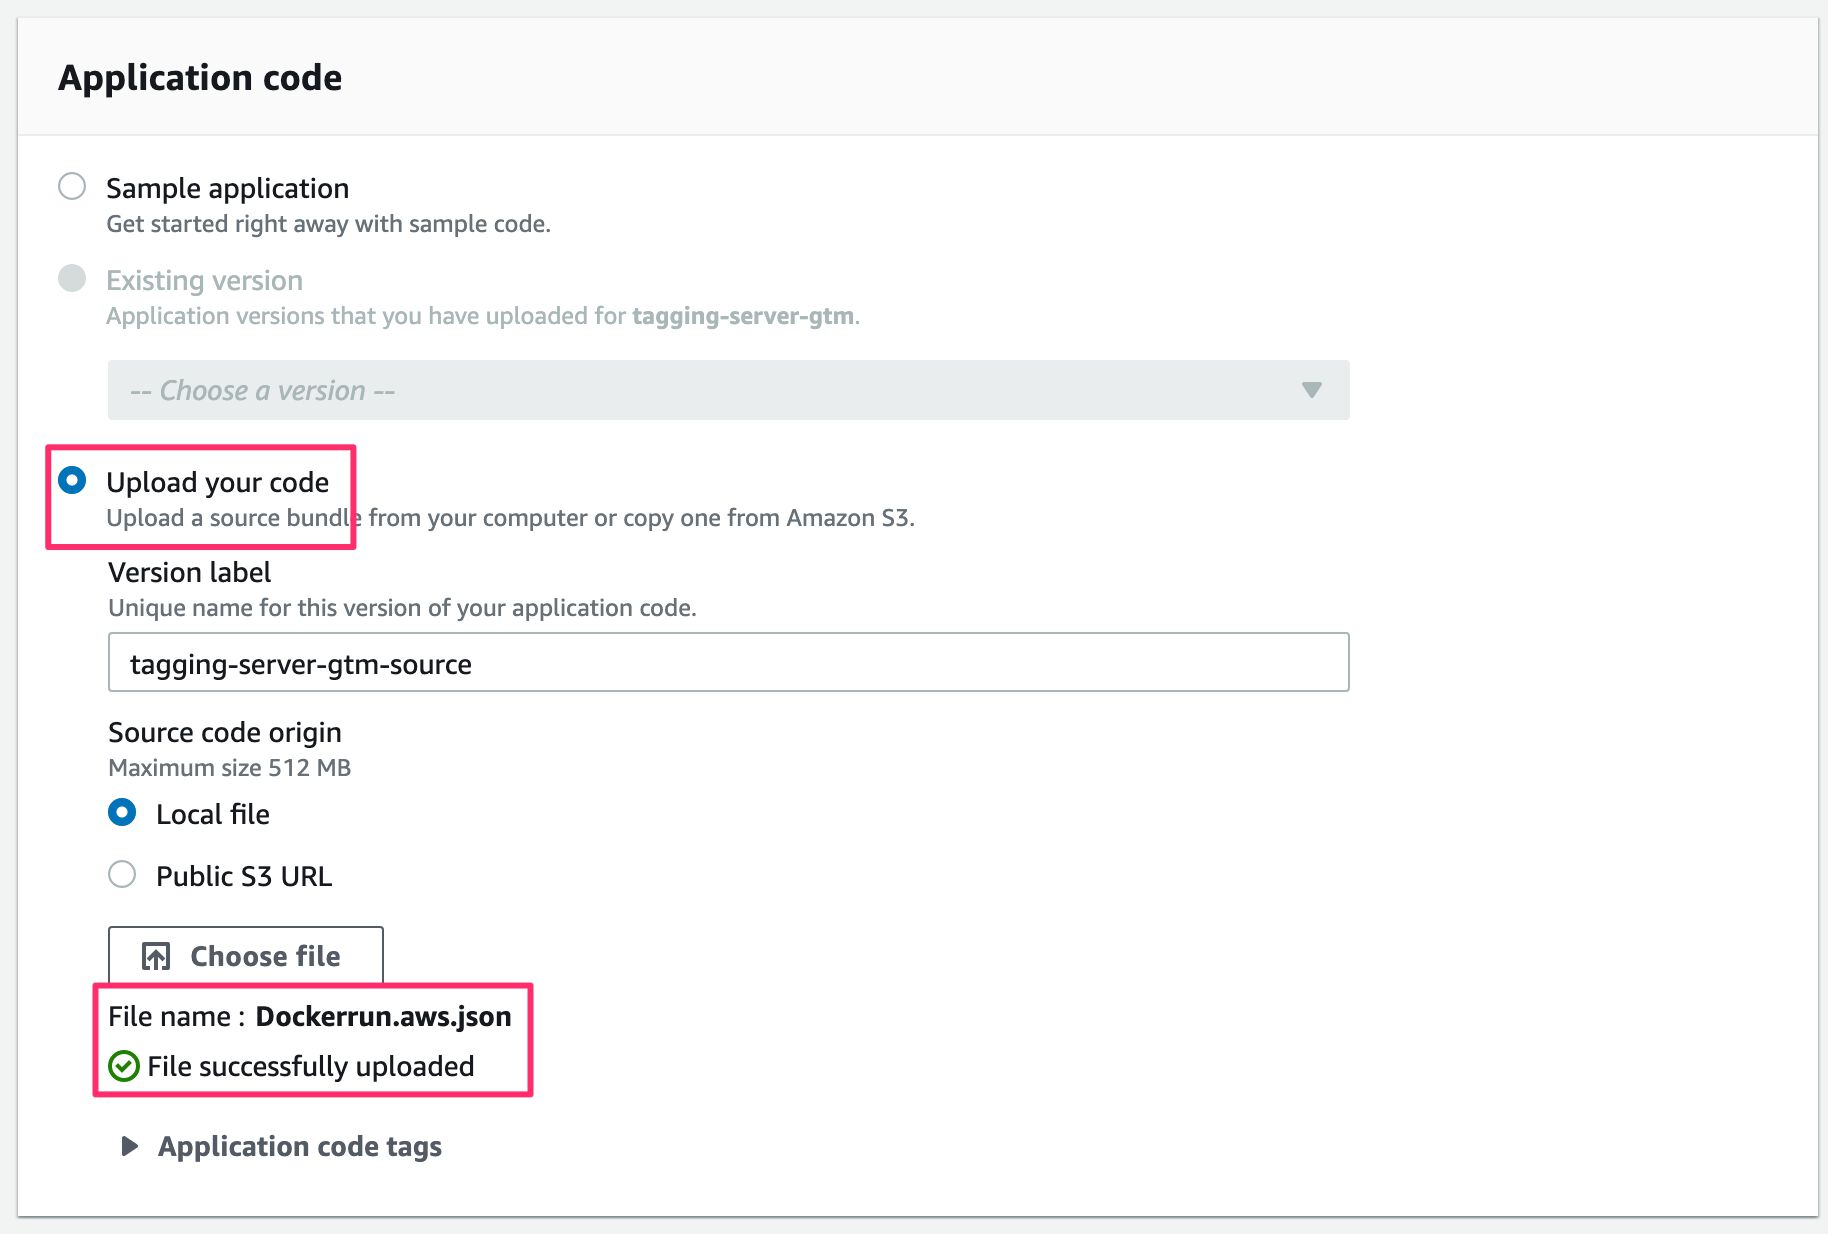 Application code
Sample application
Get started right away with sample code.
Existing version
Application versions that you have uploaded for tagging-server-gtm.
-- Choose a version --
Upload your code
Upload a source bundle from your computer or copy one from Amazon S3.
Version label
Unique name for this version of your application code.
tagging-server-gtm-source
Source code origin
Maximum size 512 MB
Local file
Public S3 URL
Choose file
File name : Dockerrun.aws.json
File successfully uploaded
Application code tags